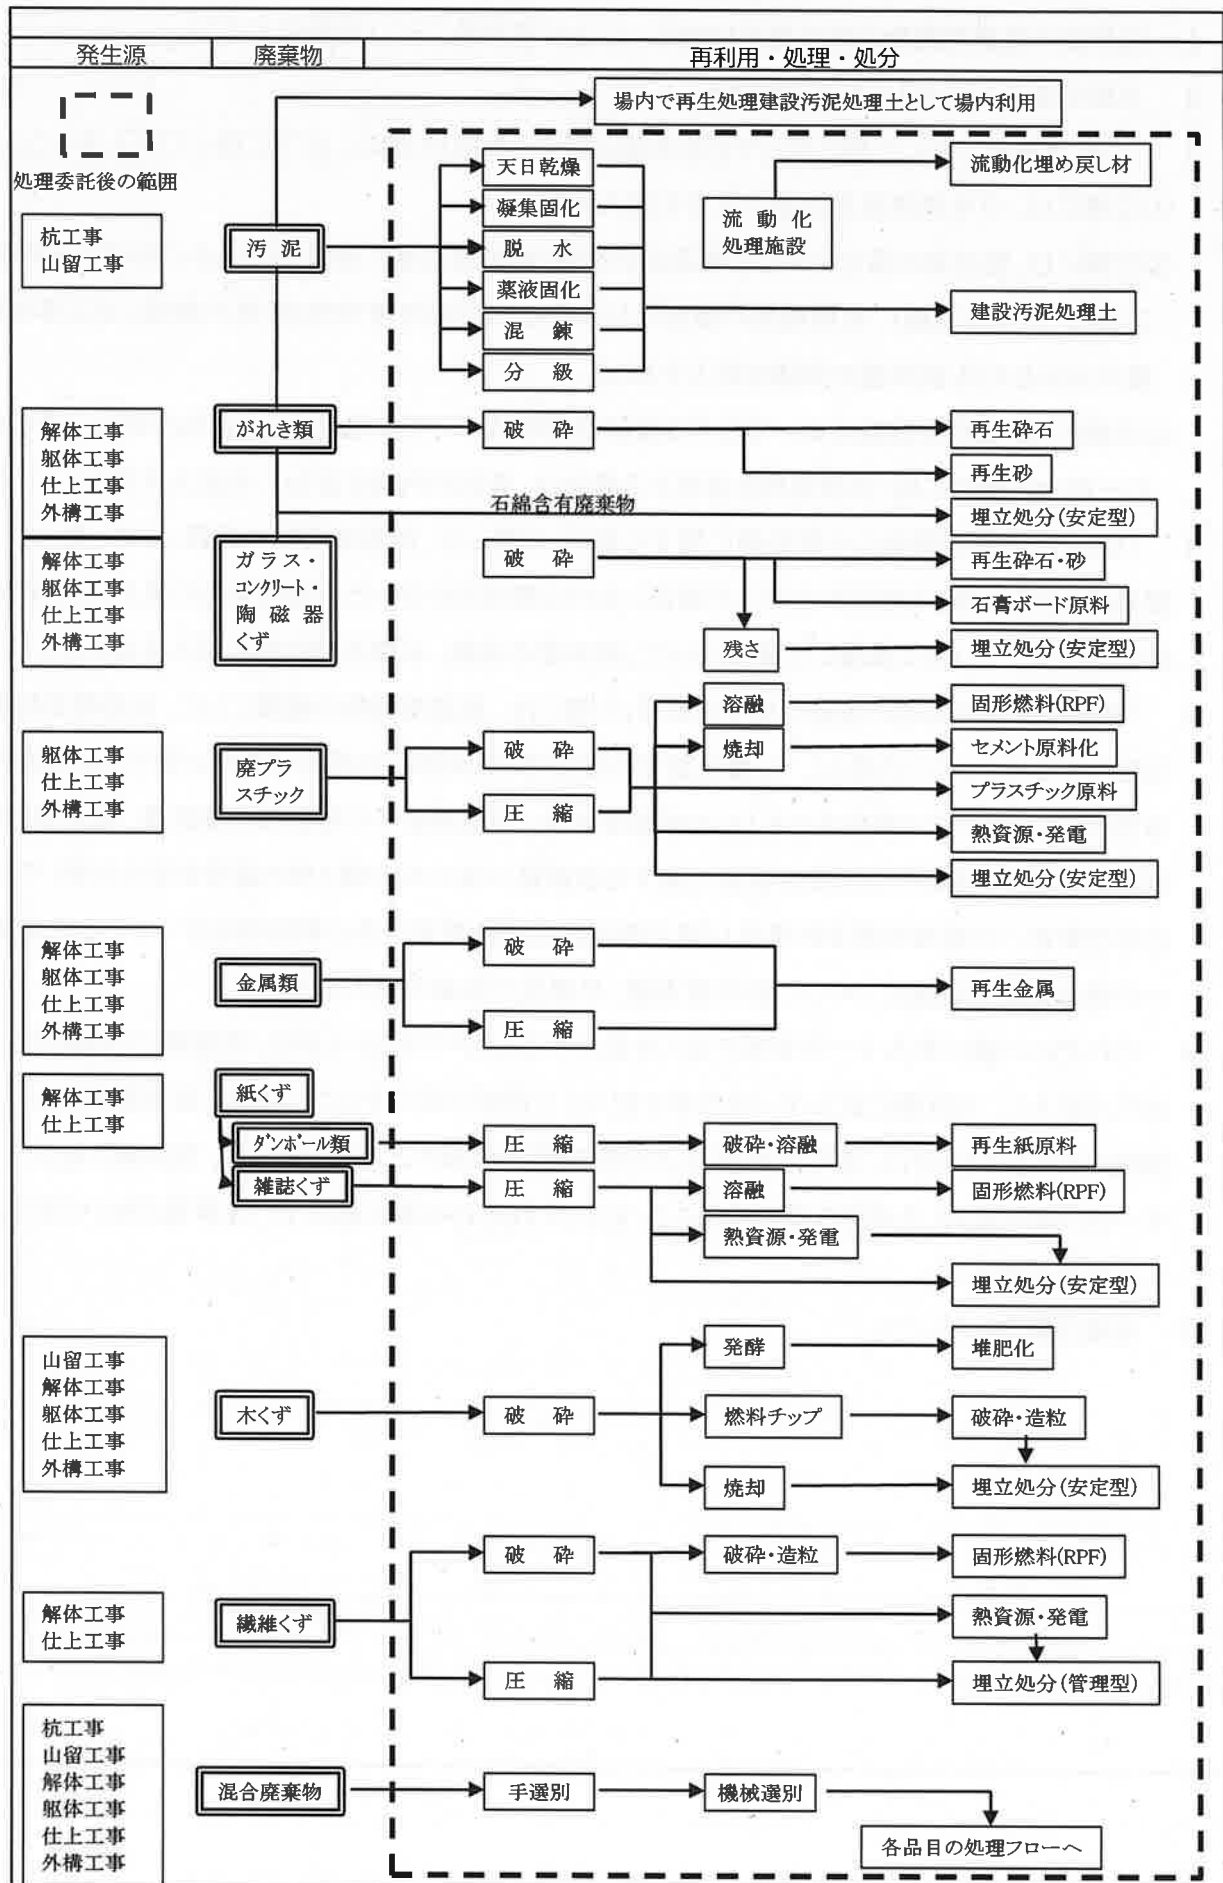 発生源 廃棄物 再利用・処理・処分
処理委託後の範囲
場内で再生処理建設汚泥処理土として場内利用
杭工事
山留工事
汚 泥
天日乾燥
凝集固化
脱 水
薬液固化
混 錬
分 級
流 動 化
処理施設
流動化埋め戻し材
建設汚泥処理土
解体工事
躯体工事
仕上工事
外構工事
がれき類
破 砕
再生砕石
再生砂
石綿含有廃棄物
埋立処分(安定型)
解体工事
躯体工事
仕上工事
外構工事
ガラス・
コンクリート・
陶 磁 器
くず
破 砕
再生砕石・砂
石膏ボード原料
残さ
埋立処分(安定型)
躯体工事
仕上工事
外構工事
廃プラ
スチック
破 砕
圧 縮
溶融
焼却
固形燃料(RPF)
セメント原料化
プラスチック原料
熱資源・発電
埋立処分(安定型)
解体工事
躯体工事
仕上工事
外構工事
金属類
破 砕
圧 縮
再生金属
解体工事
仕上工事
紙くず
ダンボール類
圧 縮
破砕・溶融
再生紙原料
雑誌くず
圧 縮
溶融
固形燃料(RPF)
熱資源・発電
埋立処分(安定型)
山留工事
解体工事
躯体工事
仕上工事
外構工事
木くず
破 砕
発酵
堆肥化
燃料チップ
破砕・造粒
焼却
埋立処分(安定型)
解体工事
仕上工事
繊維くず
破 砕
破砕・造粒
固形燃料(RPF)
熱資源・発電
圧 縮
埋立処分(管理型)
杭工事
山留工事
解体工事
躯体工事
仕上工事
外構工事
混合廃棄物
手選別
機械選別
各品目の処理フローへ